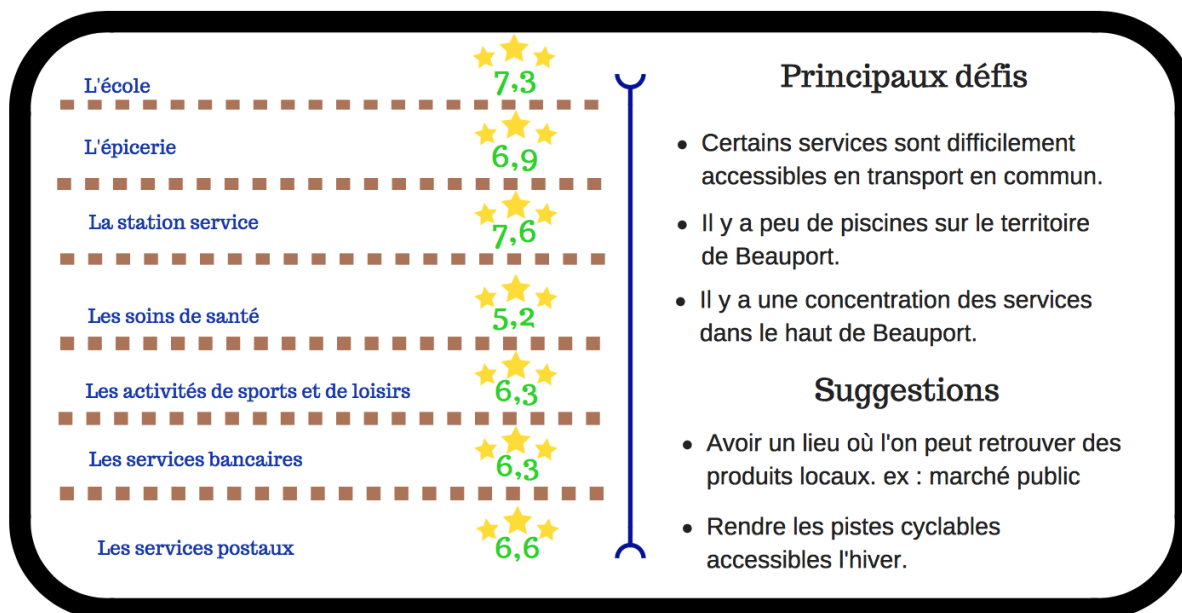 L'école
7,3
L'épicerie
6,9
La station service
7,6
Les soins de santé
5,2
Les activités de sports et de loisirs
6,3
Les services bancaires
6,3
Les services postaux
6,6
Principaux défis
• Certains services sont difficilement
accessibles en transport en commun.
• Il y a peu de piscines sur le territoire
de Beauport.
• Il y a une concentration des services
dans le haut de Beauport.
Suggestions
• Avoir un lieu où l'on peut retrouver des
produits locaux. ex : marché public
• Rendre les pistes cyclables
accessibles l'hiver.